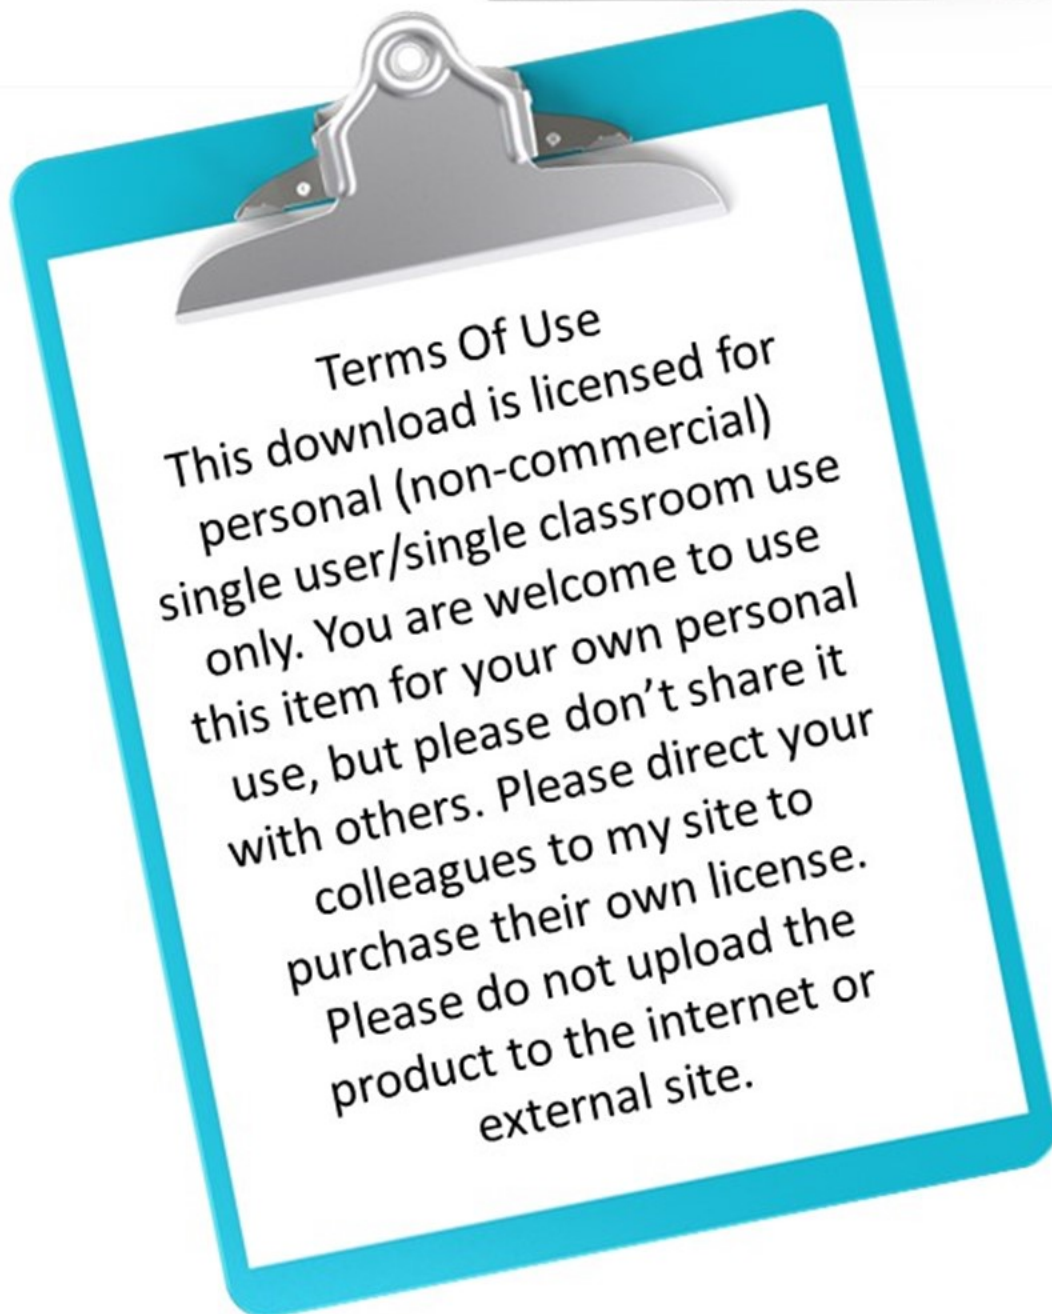 Terms Of Use
This download is licensed for
personal (non-commercial)
single user/single classroom use
only. You are welcome to use
this item for your own personal
use, but please don’t share it
with others. Please direct your
colleagues to my site to
purchase their own license.
Please do not upload the
product to the internet or
external site.